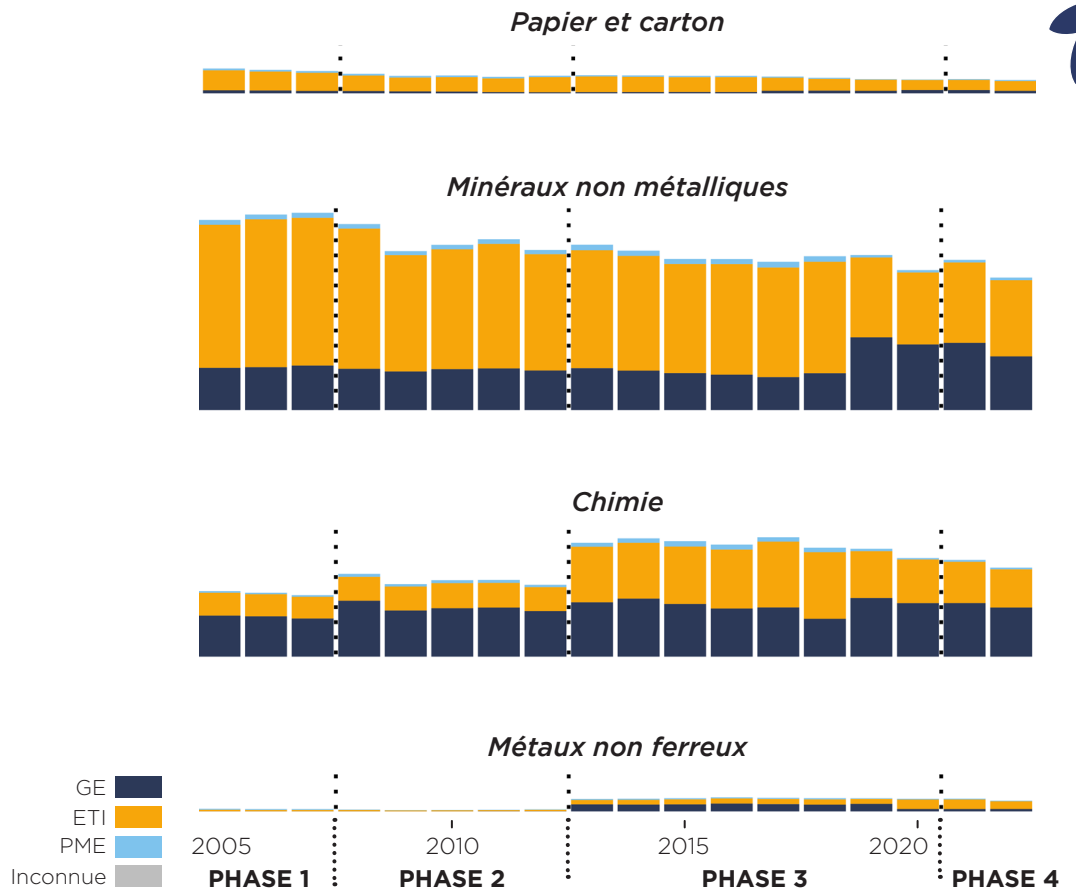 Papier et carton
Minéraux non métalliques
Chimie
Métaux non ferreux
GE
ETI
PME
Inconnue
2005 2010 2015 2020
PHASE 1 PHASE 2 PHASE 3 PHASE 4